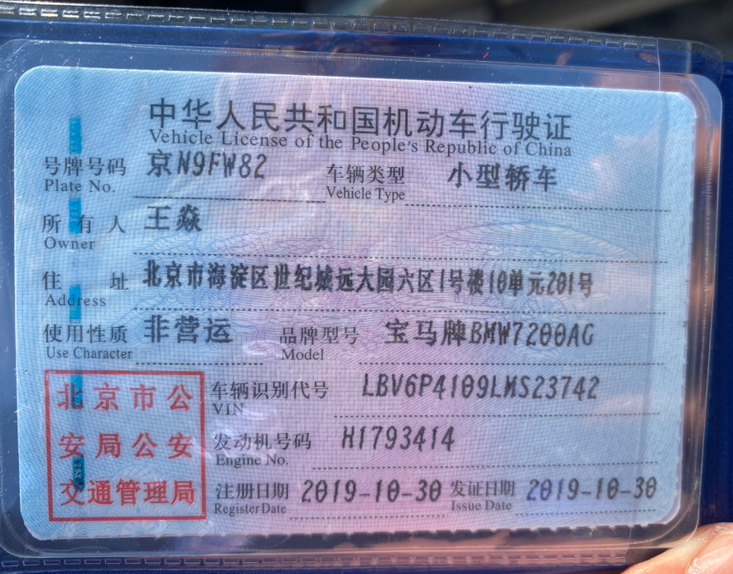 中华人民共和国机动车行驶证
Vehicle License of the People's Republic of China
号牌号码 京N9FW82 车辆类型 小型轿车
Plate No. Vehicle Type
所有人 王焱
Owner
住址 北京市海淀区世纪城远大园六区1号楼10单元201号
Address
使用性质 非营运 品牌型号 宝马牌BMW7200AG
Use Character Model
北京市公
安局公安
交通管理局
车辆识别代号 LBV6P4109LMS23742
VIN
发动机号码 H1793414
Engine No.
注册日期 2019-10-30 发证日期 2019-10-30
Register Date Issue Date